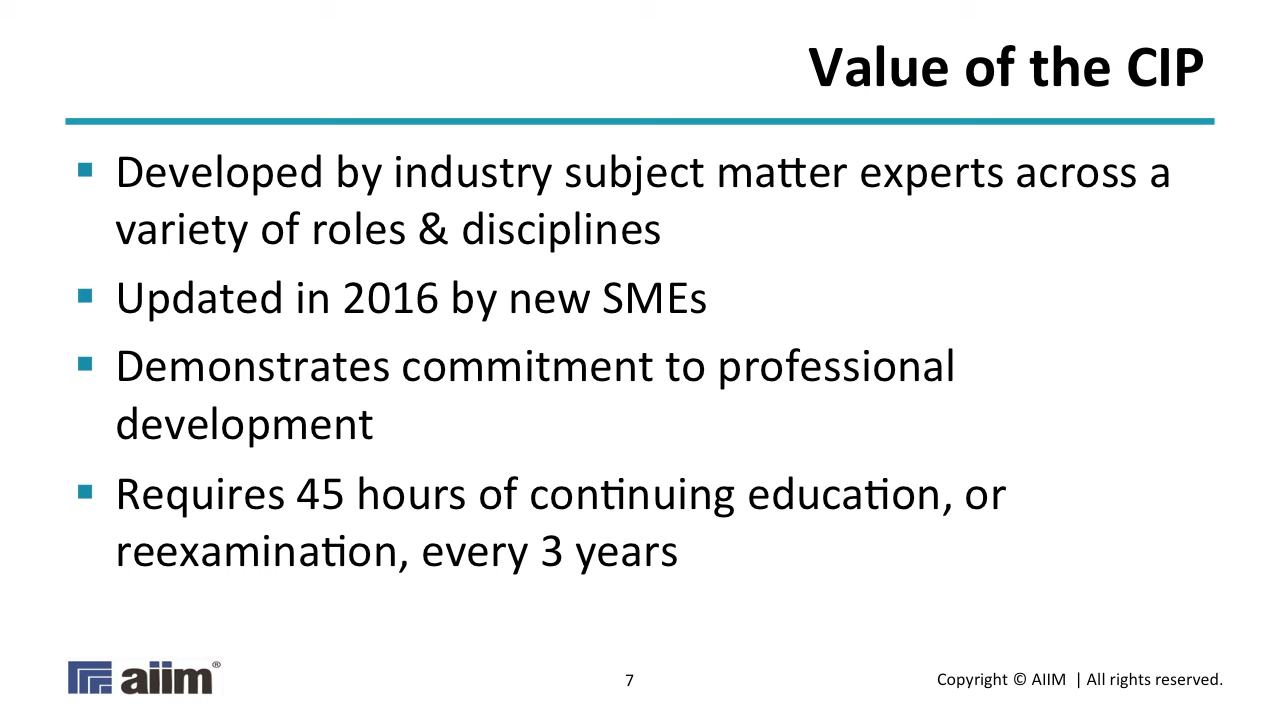 Value of the CIP
▪ Developed by industry subject matter experts across a
variety of roles & disciplines
▪ Updated in 2016 by new SMEs
▪ Demonstrates commitment to professional
development
▪ Requires 45 hours of continuing education, or
reexamination, every 3 years
aiim®
7
Copyright © AIIM | All rights reserved.